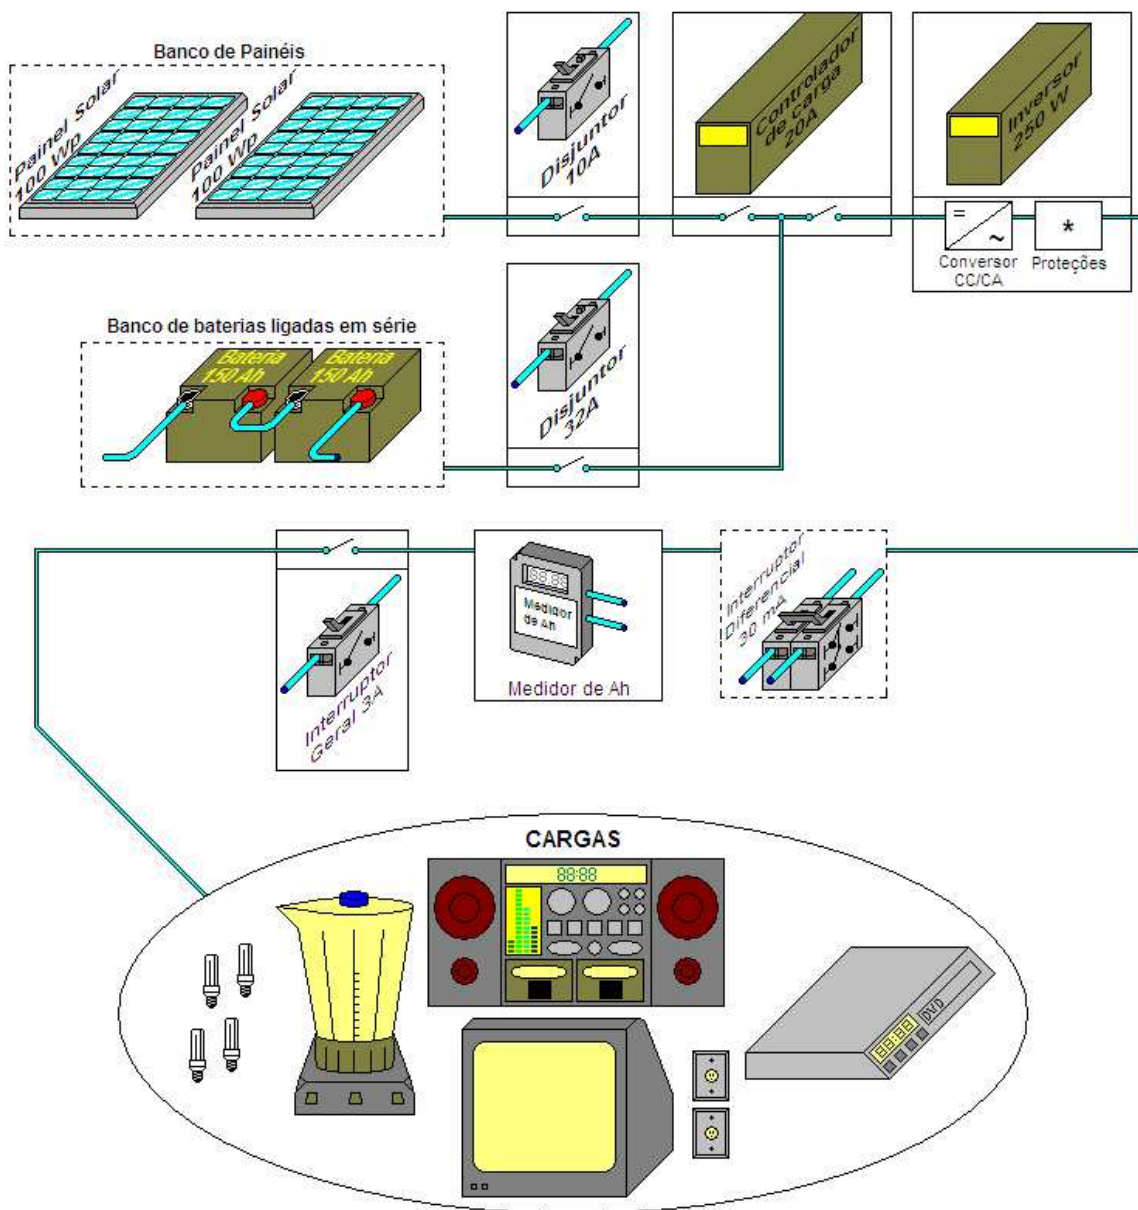 Banco de Painéis
Painel Solar
100 Wp
Painel Solar
100 Wp
Disjuntor
10A
Controlador
de carga
20A
Inversor
250 W
=
~
*
Conversor
CC/CA
Proteções
Banco de baterias ligadas em série
Bateria
150 Ah
Bateria
150 Ah
Disjuntor
32A
Interruptor
Geral 3A
88:88
Medidor
de Ah
Medidor de Ah
Interruptor
Diferencial
30 mA
CARGAS
88:88
88:88
DVD